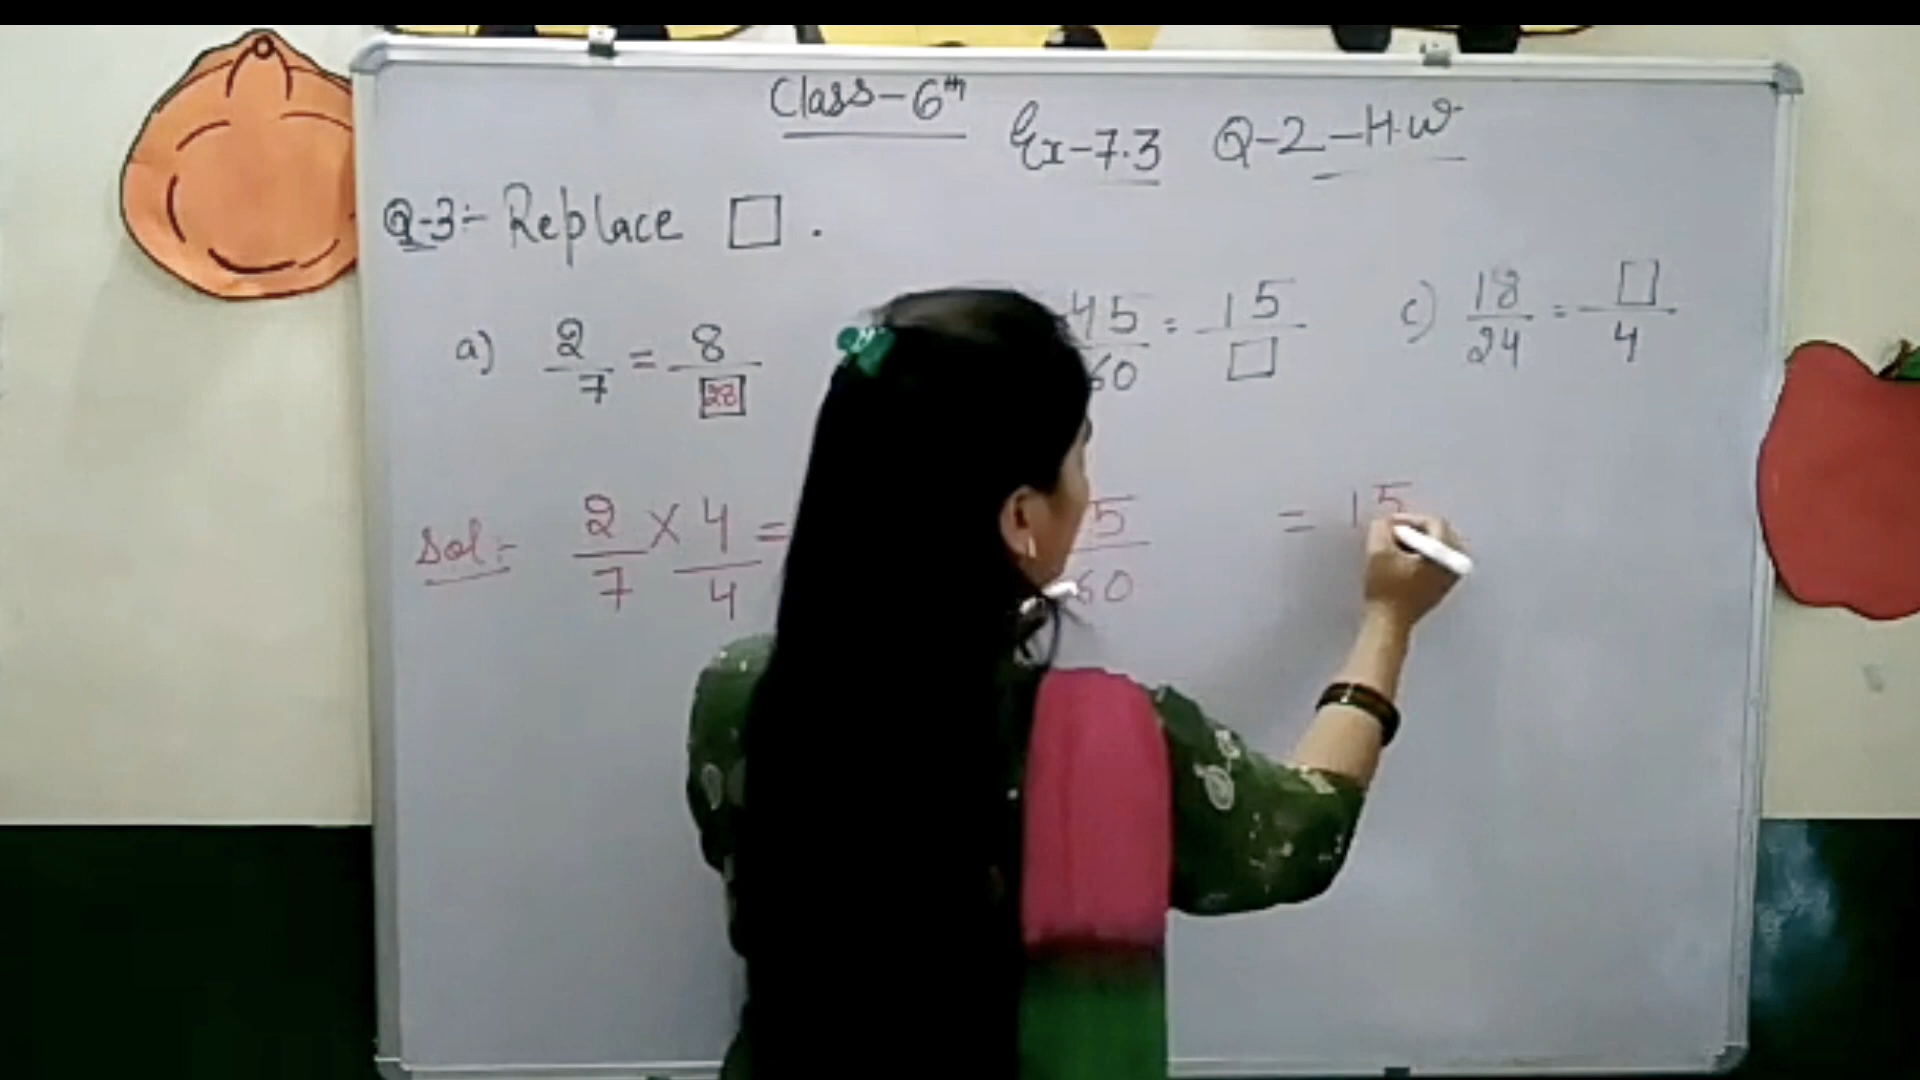 Class-6th
Ex-7.3 Q-2-H.W
Q-3:- Replace □.
a) 2/7 = 8/28 45/60 = 15/□ c) 18/24 = □/4
Sol:- 2/7 × 4/4 = 5/60 = 15